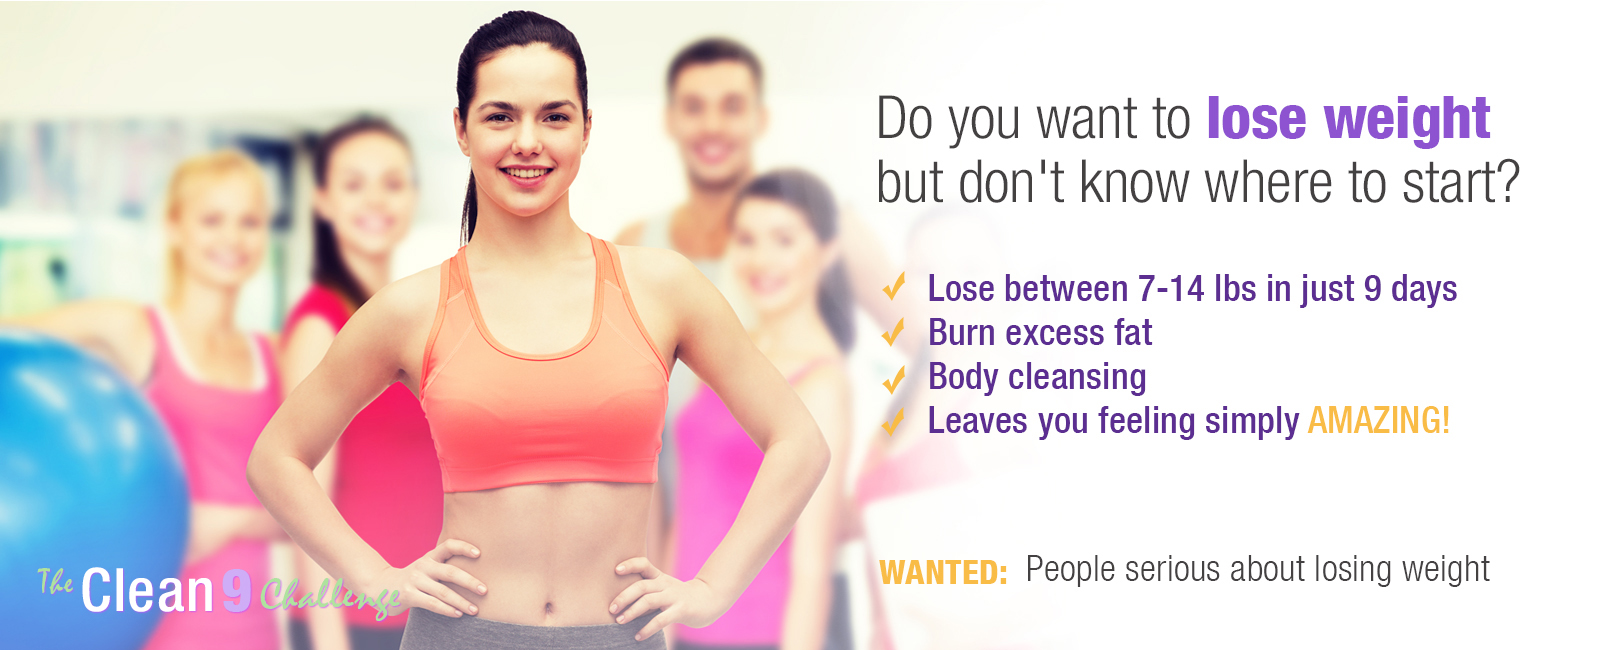 Do you want to lose weight
but don't know where to start?
Lose between 7-14 lbs in just 9 days
Burn excess fat
Body cleansing
Leaves you feeling simply AMAZING!
WANTED: People serious about losing weight
The Clean 9 Challenge